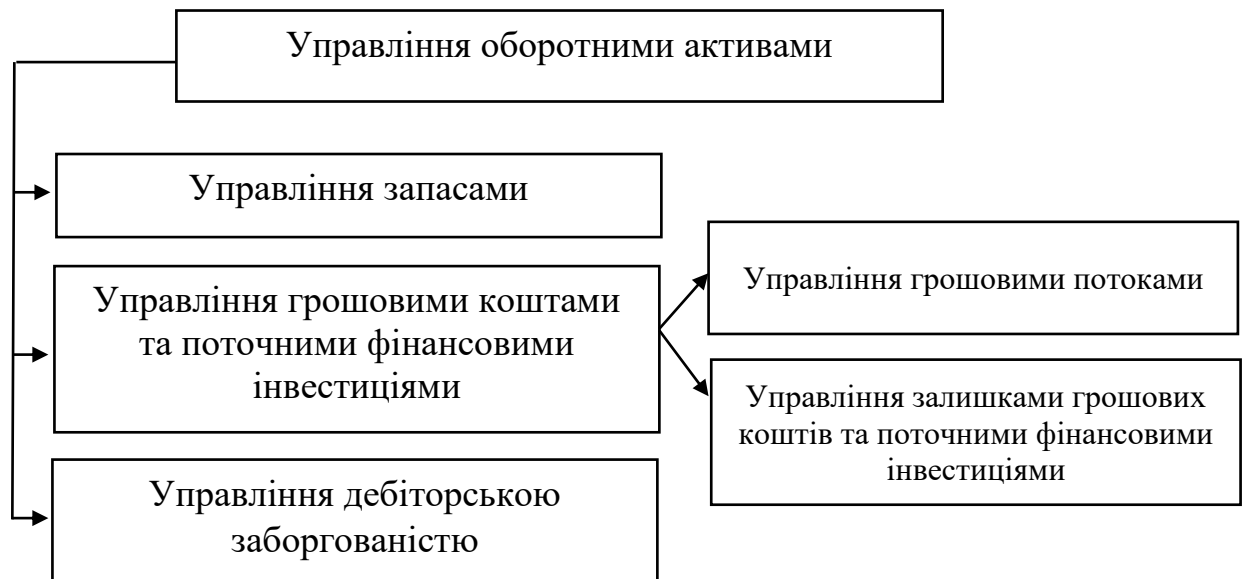 Управління оборотними активами
Управління запасами
Управління грошовими коштами
та поточними фінансовими
інвестиціями
Управління грошовими потоками
Управління залишками грошових
коштів та поточними фінансовими
інвестиціями
Управління дебіторською
заборгованістю